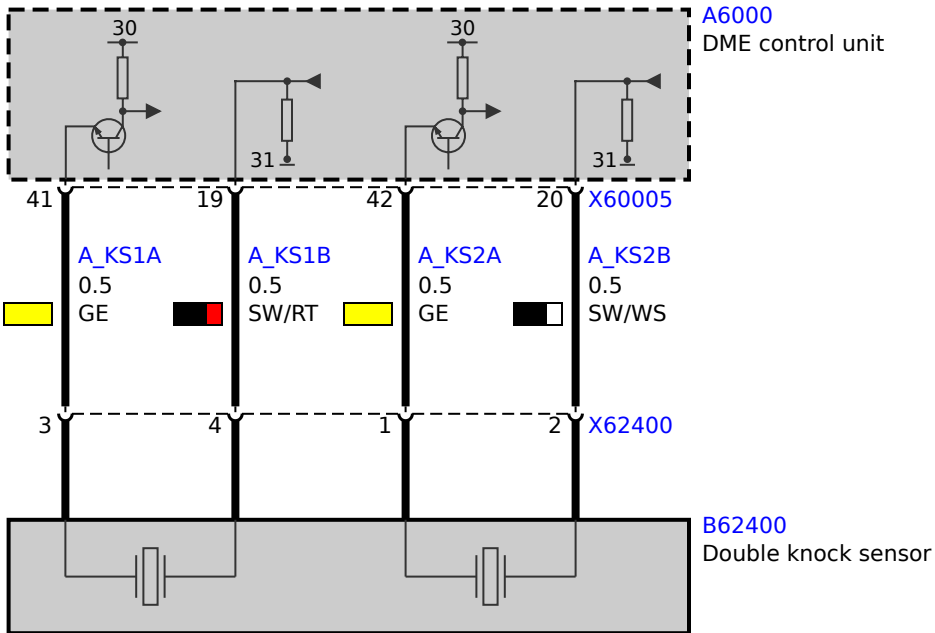 30
30
A6000
DME control unit
31
31
41
19
42
20
X60005
A_KS1A
0.5
GE
A_KS1B
0.5
SW/RT
A_KS2A
0.5
GE
A_KS2B
0.5
SW/WS
3
4
1
2
X62400
B62400
Double knock sensor